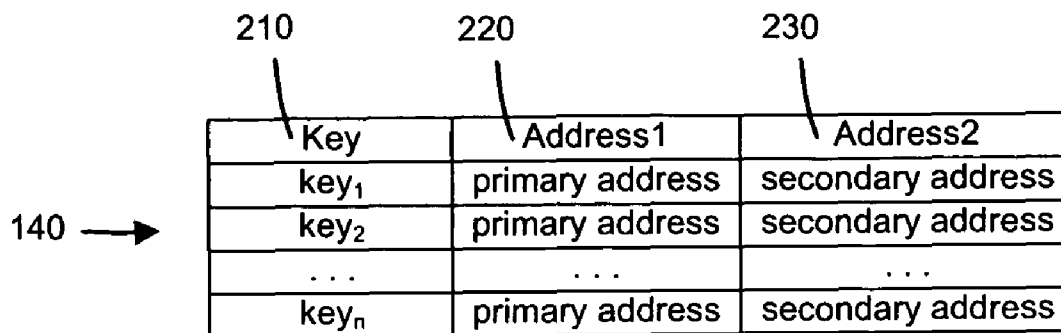 210 220 230
Key Address1 Address2
key₁ primary address secondary address
140 key₂ primary address secondary address
. . . . . . . . .
keyₙ primary address secondary address